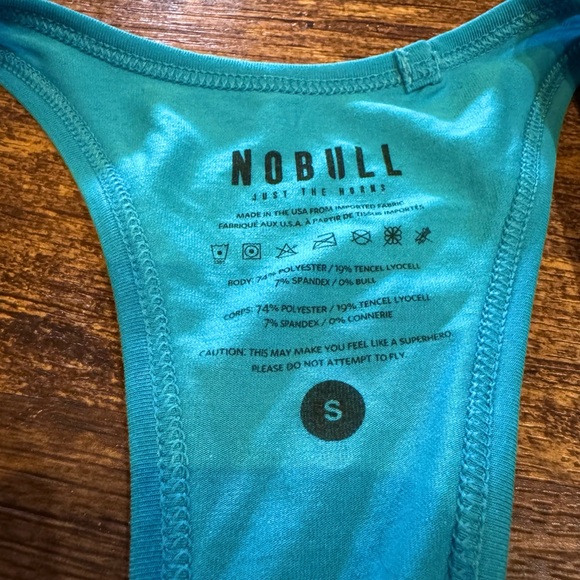 NOBULL
JUST THE HORNS
MADE IN THE USA FROM IMPORTED FABRIC
FABRIQUÉ AUX U.S.A. À PARTIR DE TISSUS IMPORTÉS
BODY: 74% POLYESTER / 19% TENCEL LYOCELL
7% SPANDEX / 0% BULL
CORPS: 74% POLYESTER / 19% TENCEL LYOCELL
7% SPANDEX / 0% CONNERIE
CAUTION: THIS MAY MAKE YOU FEEL LIKE A SUPERHERO.
PLEASE DO NOT ATTEMPT TO FLY.
S